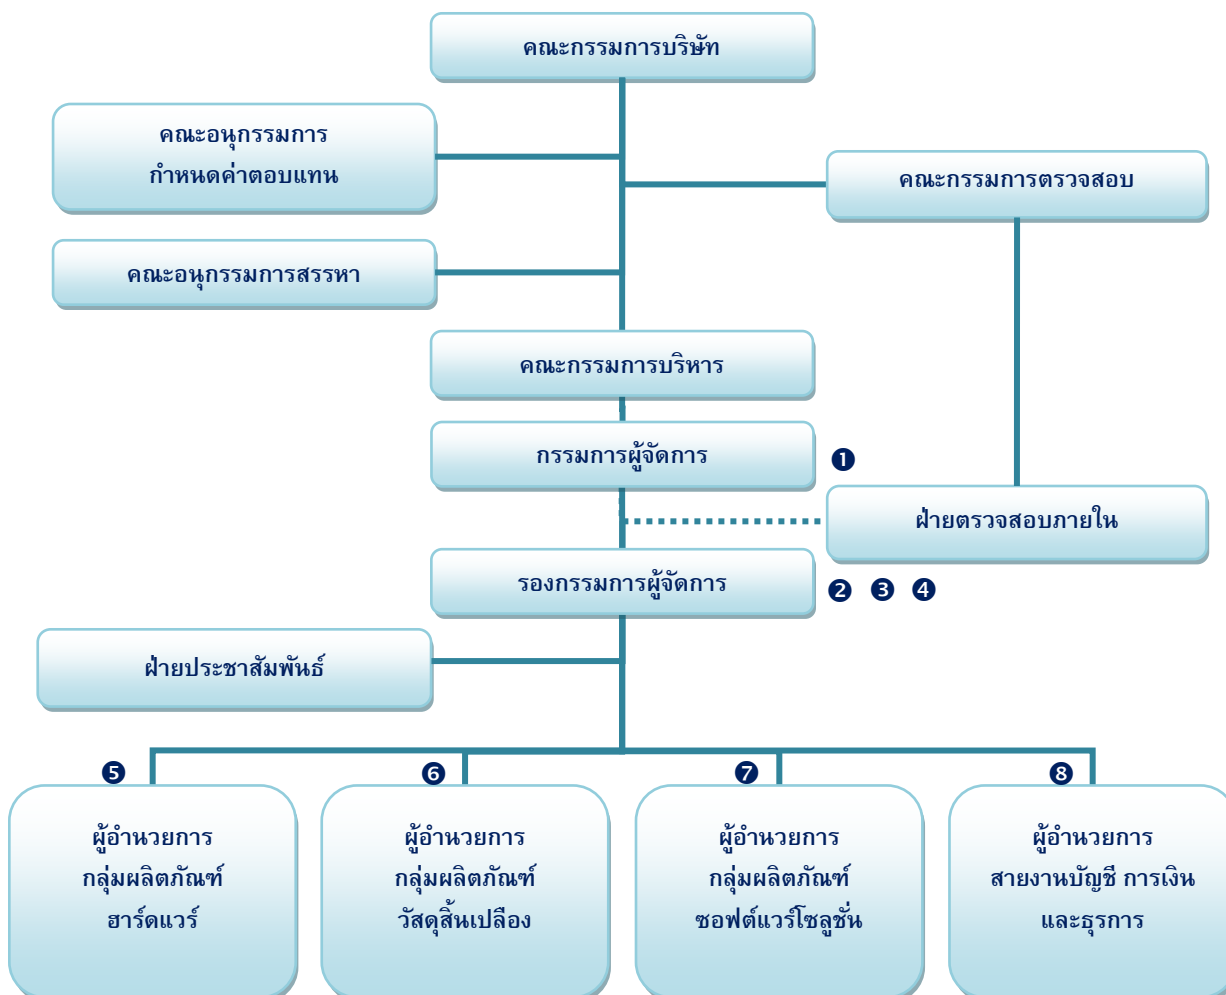 คณะกรรมการบริษัท
คณะอนุกรรมการ
กำหนดค่าตอบแทน
คณะกรรมการตรวจสอบ
คณะอนุกรรมการสรรหา
คณะกรรมการบริหาร
กรรมการผู้จัดการ
❶
ฝ่ายตรวจสอบภายใน
รองกรรมการผู้จัดการ
❷ ❸ ❹
ฝ่ายประชาสัมพันธ์
❺
ผู้อำนวยการ
กลุ่มผลิตภัณฑ์
ฮาร์ดแวร์
❻
ผู้อำนวยการ
กลุ่มผลิตภัณฑ์
วัสดุสิ้นเปลือง
❼
ผู้อำนวยการ
กลุ่มผลิตภัณฑ์
ซอฟต์แวร์โซลูชั่น
❽
ผู้อำนวยการ
สายงานบัญชี การเงิน
และธุรการ